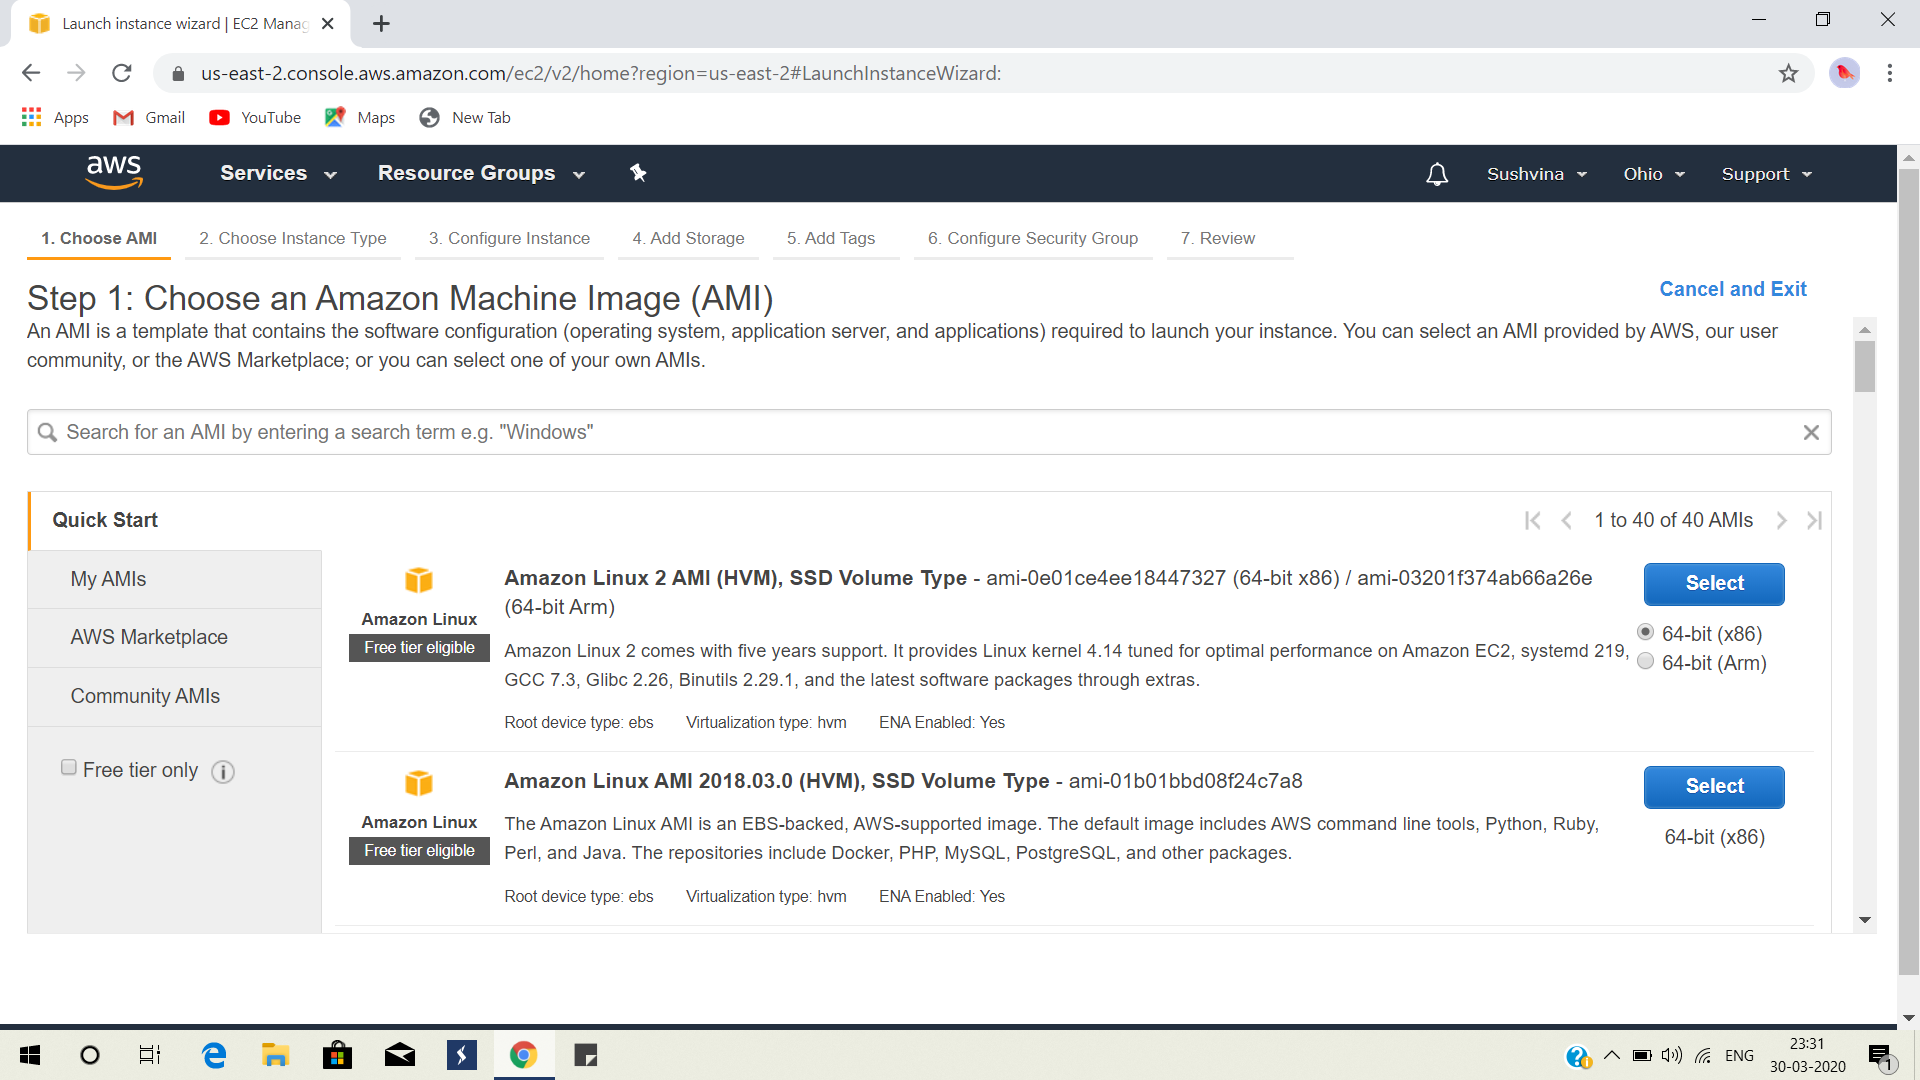 Launch instance wizard | EC2 Manag
us-east-2.console.aws.amazon.com/ec2/v2/home?region=us-east-2#LaunchInstanceWizard:
Apps Gmail YouTube Maps New Tab
aws Services Resource Groups Sushvina Ohio Support
1. Choose AMI 2. Choose Instance Type 3. Configure Instance 4. Add Storage 5. Add Tags 6. Configure Security Group 7. Review
Step 1: Choose an Amazon Machine Image (AMI)
Cancel and Exit
An AMI is a template that contains the software configuration (operating system, application server, and applications) required to launch your instance. You can select an AMI provided by AWS, our user
community, or the AWS Marketplace; or you can select one of your own AMIs.
Search for an AMI by entering a search term e.g. "Windows"
Quick Start
1 to 40 of 40 AMIs
My AMIs
AWS Marketplace
Community AMIs
Free tier only
Amazon Linux
Free tier eligible
Amazon Linux 2 AMI (HVM), SSD Volume Type - ami-0e01ce4ee18447327 (64-bit x86) / ami-03201f374ab66a26e
(64-bit Arm)
Amazon Linux 2 comes with five years support. It provides Linux kernel 4.14 tuned for optimal performance on Amazon EC2, systemd 219,
GCC 7.3, Glibc 2.26, Binutils 2.29.1, and the latest software packages through extras.
Root device type: ebs Virtualization type: hvm ENA Enabled: Yes
Select
64-bit (x86)
64-bit (Arm)
Amazon Linux
Free tier eligible
Amazon Linux AMI 2018.03.0 (HVM), SSD Volume Type - ami-01b01bbd08f24c7a8
The Amazon Linux AMI is an EBS-backed, AWS-supported image. The default image includes AWS command line tools, Python, Ruby,
Perl, and Java. The repositories include Docker, PHP, MySQL, PostgreSQL, and other packages.
Root device type: ebs Virtualization type: hvm ENA Enabled: Yes
Select
64-bit (x86)
ENG
23:31
30-03-2020
1